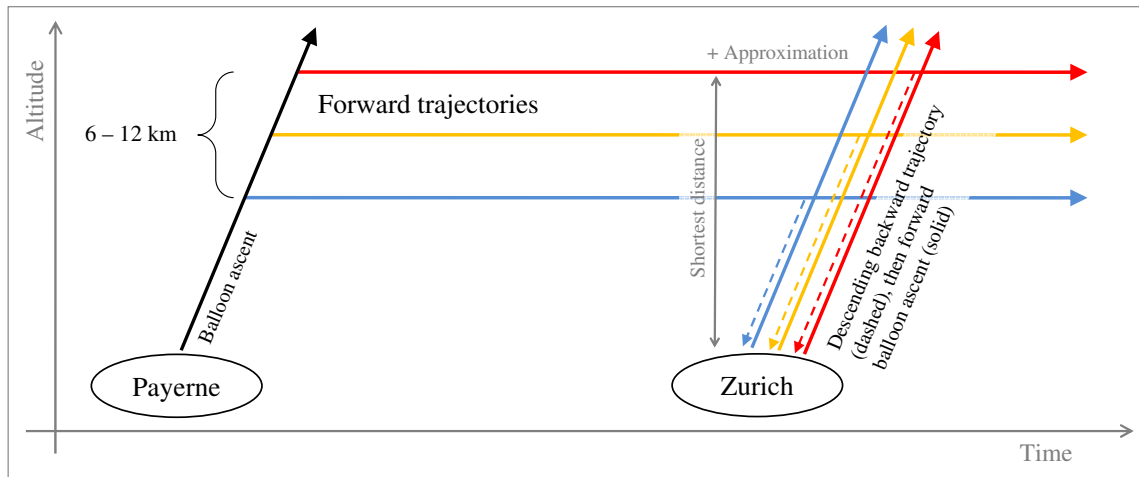 Altitude
+ Approximation
Forward trajectories
6 – 12 km
Balloon ascent
Shortest distance
Descending backward trajectory
(dashed), then forward
balloon ascent (solid)
Payerne
Zurich
Time